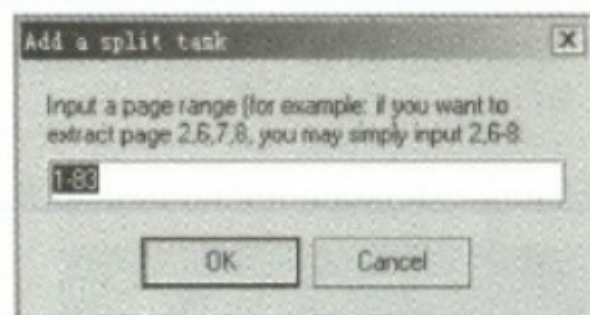 Add a split task
Input a page range (for example: if you want to
extract page 2,6,7,8, you may simply input 2,6-8.
1-83
OK
Cancel